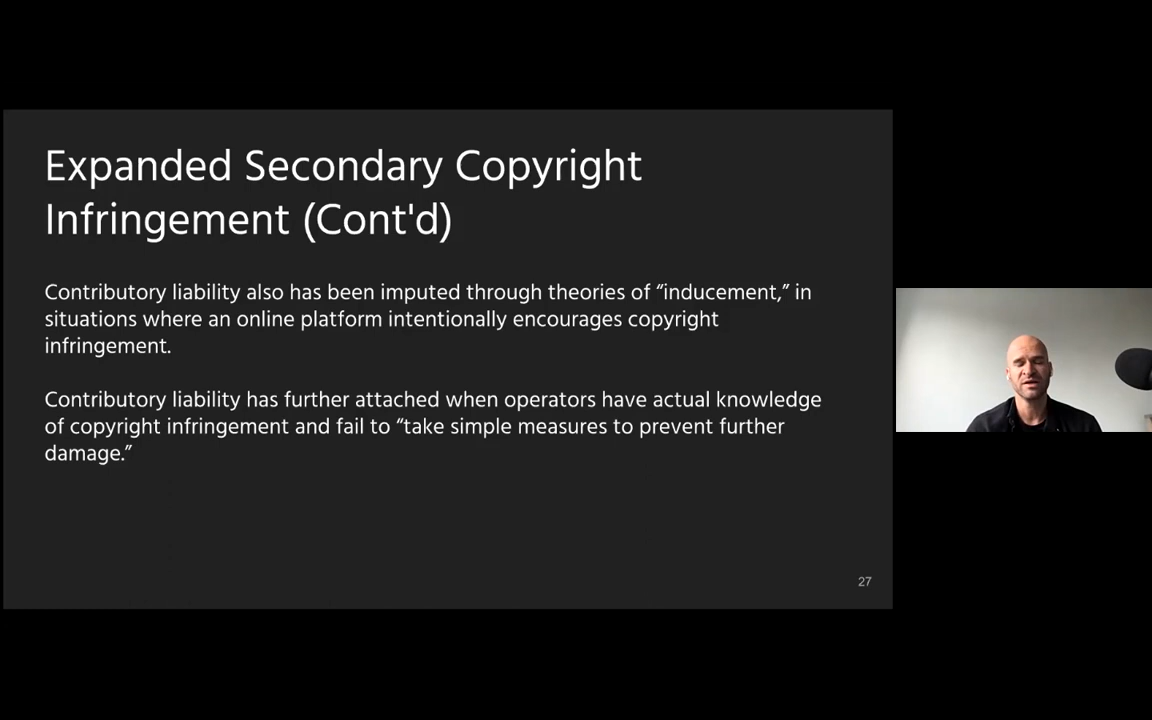 Expanded Secondary Copyright
Infringement (Cont'd)
Contributory liability also has been imputed through theories of “inducement,” in
situations where an online platform intentionally encourages copyright
infringement.
Contributory liability has further attached when operators have actual knowledge
of copyright infringement and fail to “take simple measures to prevent further
damage.”
27